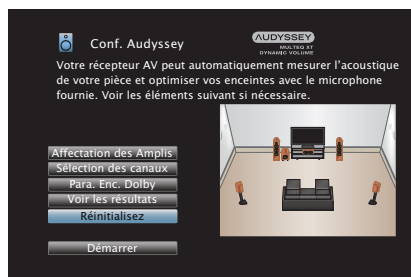 Conf. Audyssey
AUDYSSEY
MULTEQ XT
DYNAMIC VOLUME
Votre récepteur AV peut automatiquement mesurer l'acoustique
de votre pièce et optimiser vos enceintes avec le microphone
fournie. Voir les éléments suivant si nécessaire.
Affectation des Amplis
Sélection des canaux
Para. Enc. Dolby
Voir les résultats
Réinitialisez
Démarrer